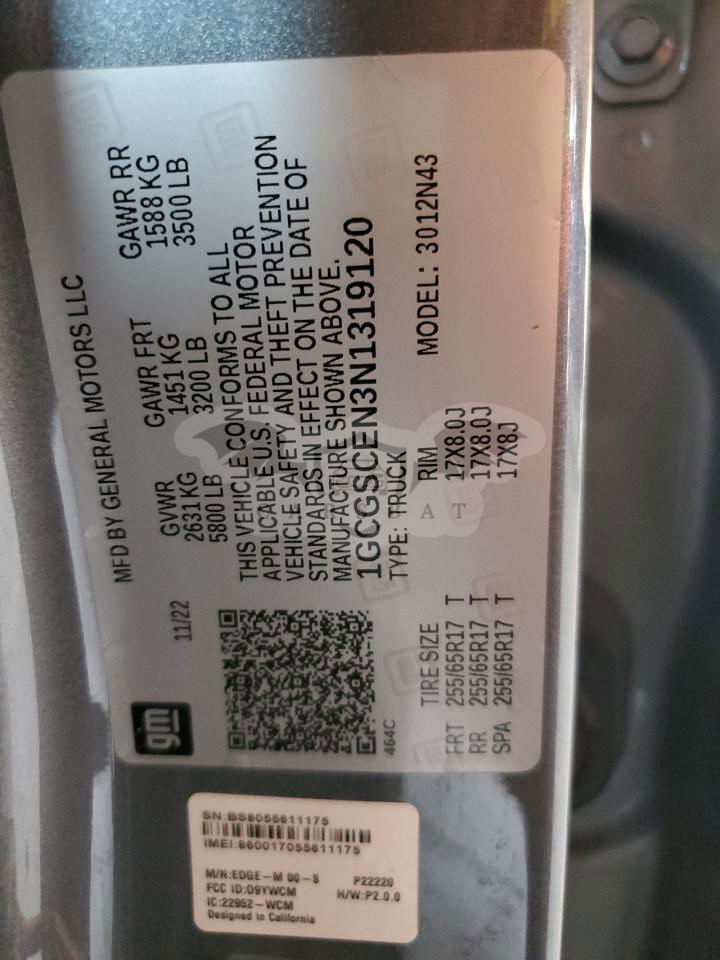 gm
11/22
MFD BY GENERAL MOTORS LLC
GVWR GAWR FRT GAWR RR
2631 KG 1451 KG 1588 KG
5800 LB 3200 LB 3500 LB
THIS VEHICLE CONFORMS TO ALL
APPLICABLE U.S. FEDERAL MOTOR
VEHICLE SAFETY AND THEFT PREVENTION
STANDARDS IN EFFECT ON THE DATE OF
MANUFACTURE SHOWN ABOVE.
1GCGSCEN3N1319120
464C
TYPE: TRUCK MODEL: 3012N43
TIRE SIZE RIM
FRT 255/65R17 T 17X8.0J
RR 255/65R17 T 17X8.0J
SPA 255/65R17 T 17X8J
SN:BS6055611175
IMEI:860017055611175
M/N:EDGE-M 00-S P22220
FCC ID:O9YWCM H/W:P2.0.0
IC:22952-WCM
Designed in California